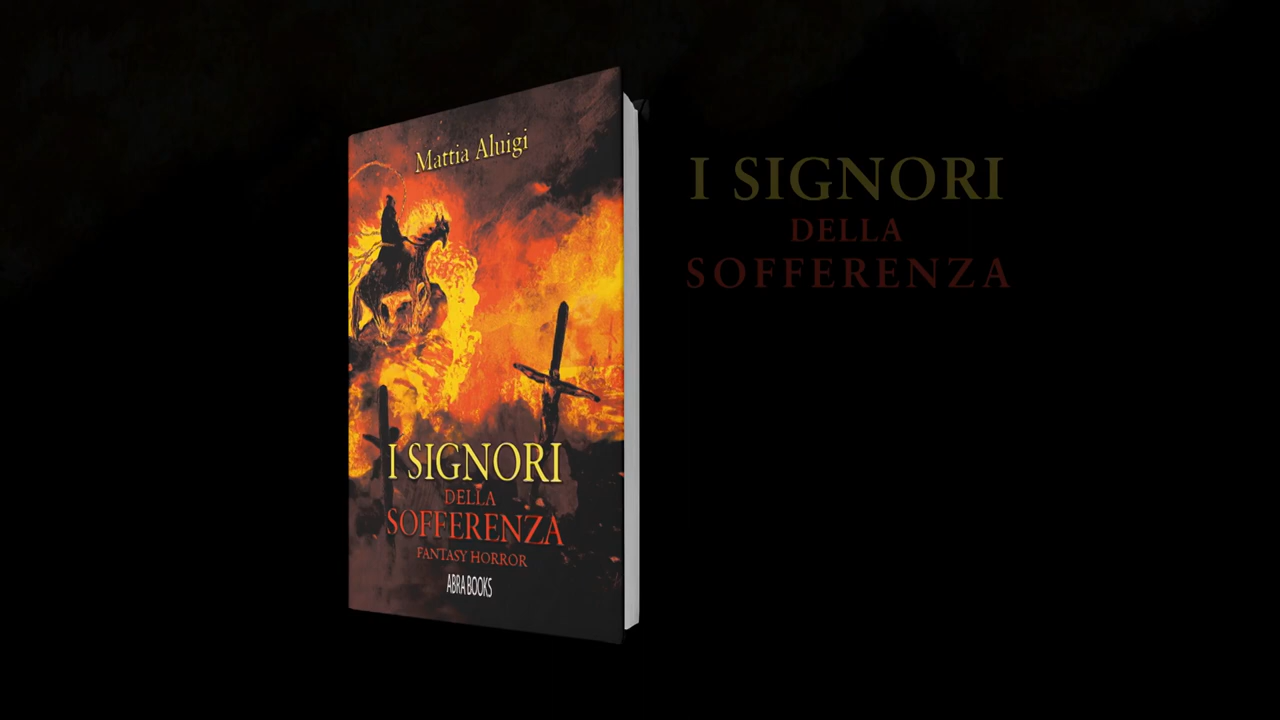 Mattia Aluigi
I SIGNORI
DELLA
SOFFERENZA
FANTASY HORROR
ABRA BOOKS
I SIGNORI
DELLA
SOFFERENZA